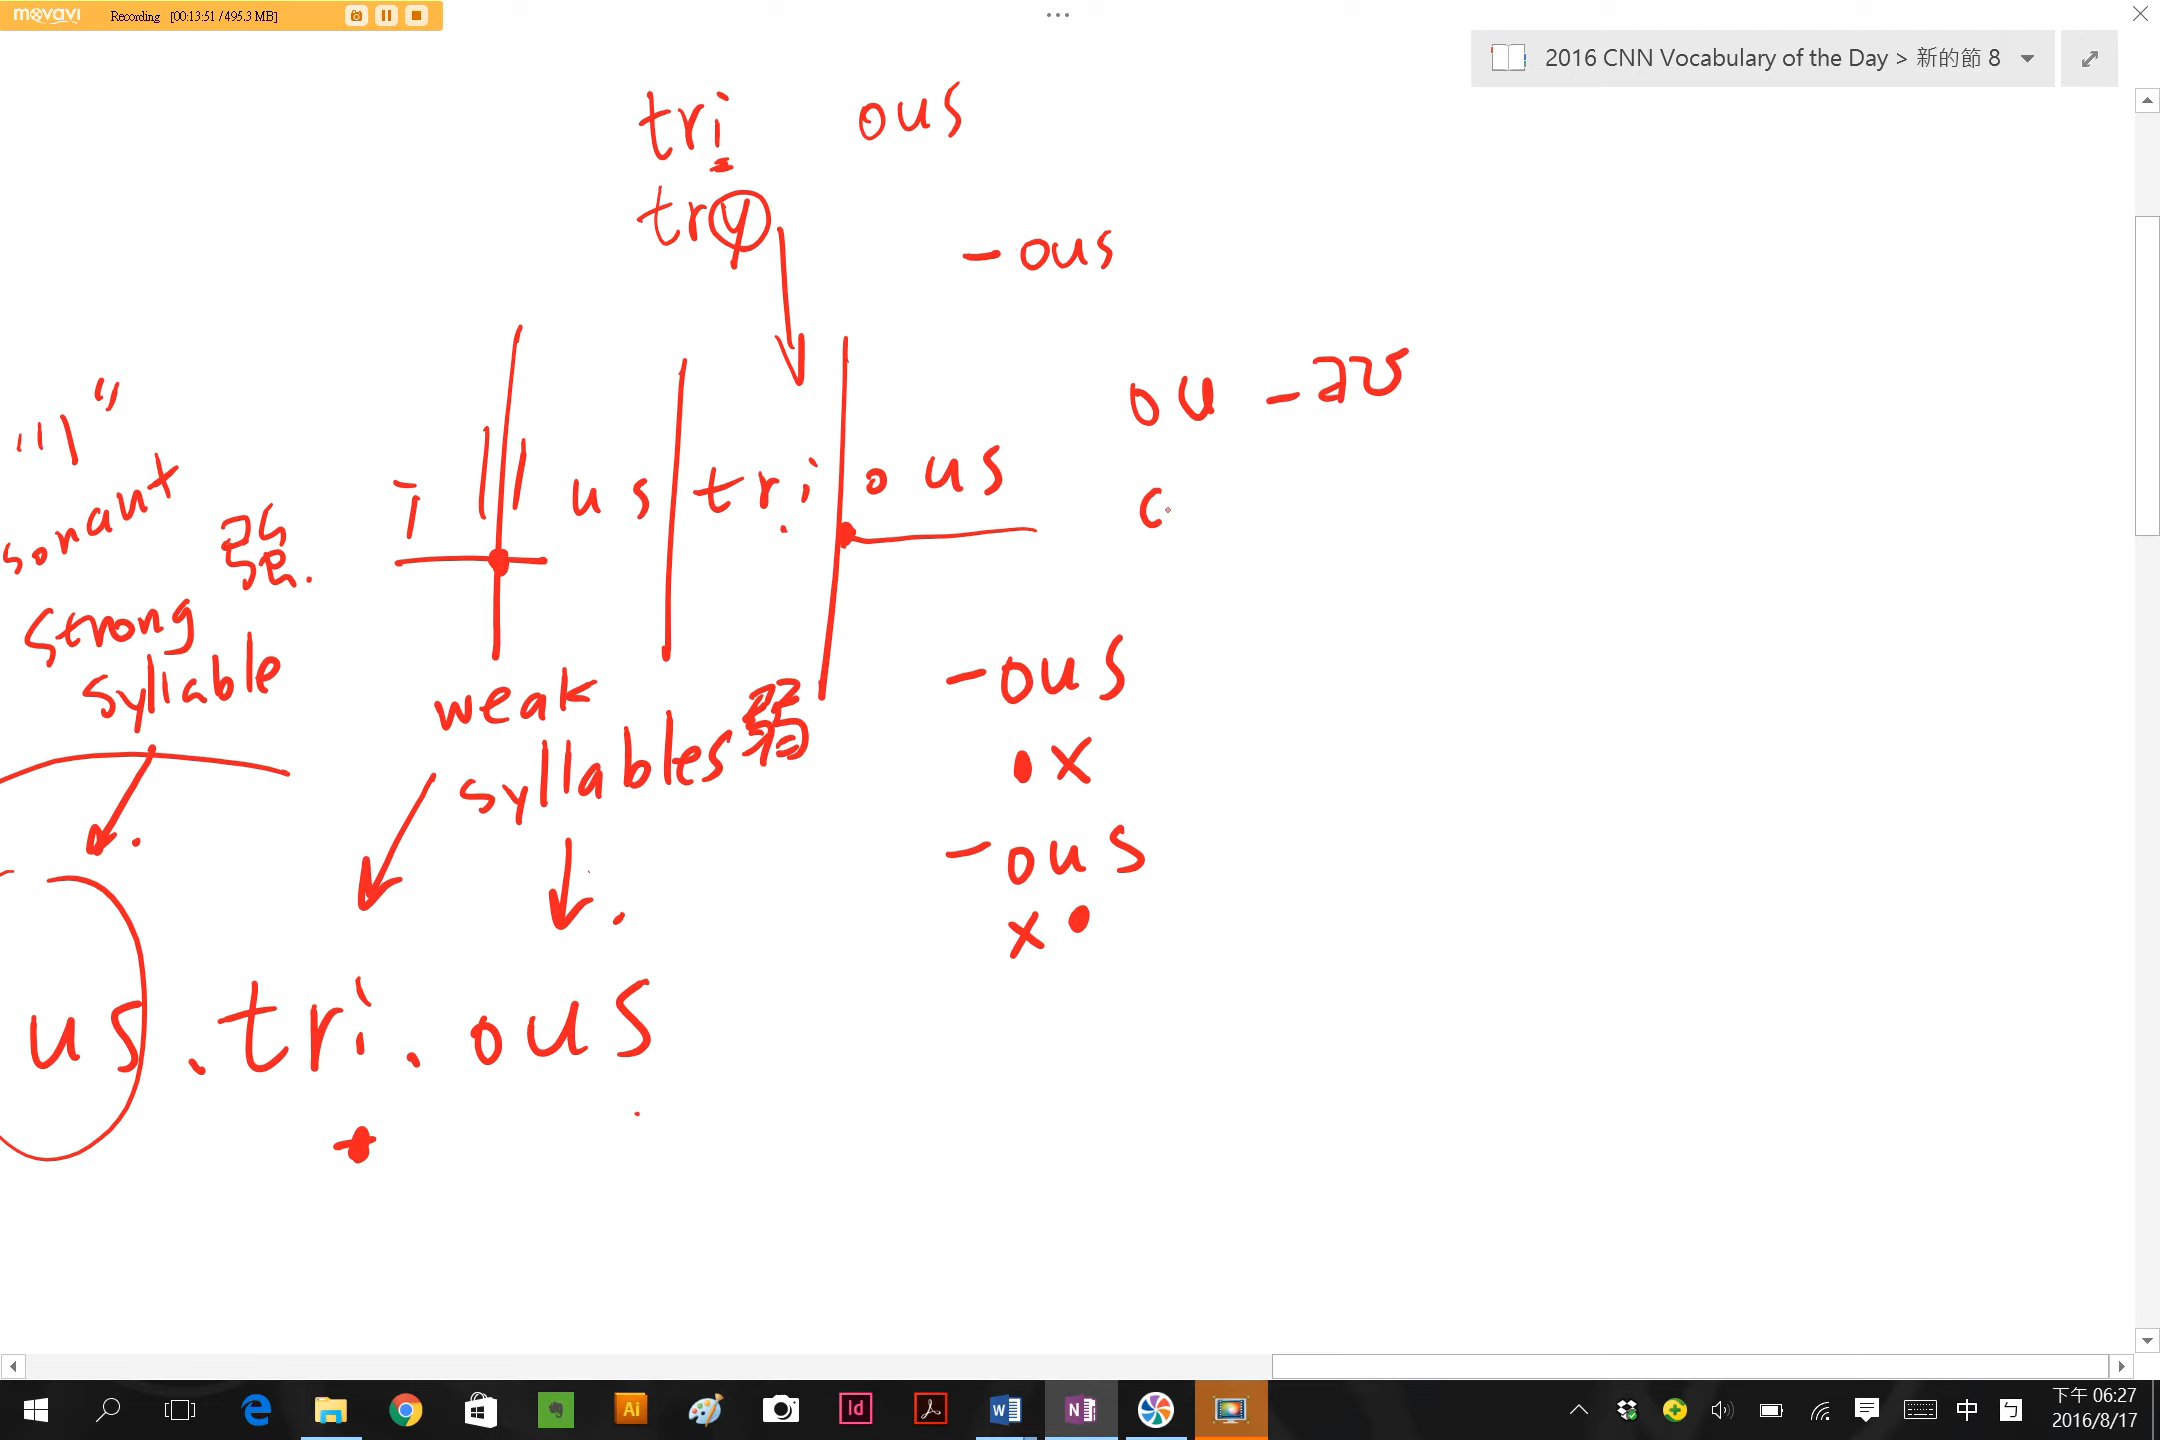 movavi Recording [00:13:51 / 495.3 MB]
2016 CNN Vocabulary of the Day > 新的節 8
tri ous
try
-ous
ou -əʊ
I ll us tri ous
sonant
強
strong
syllable
weak
syllables 弱
-ous
• x
-ous
x •
us.tri.ous
中
下午 06:27
2016/8/17